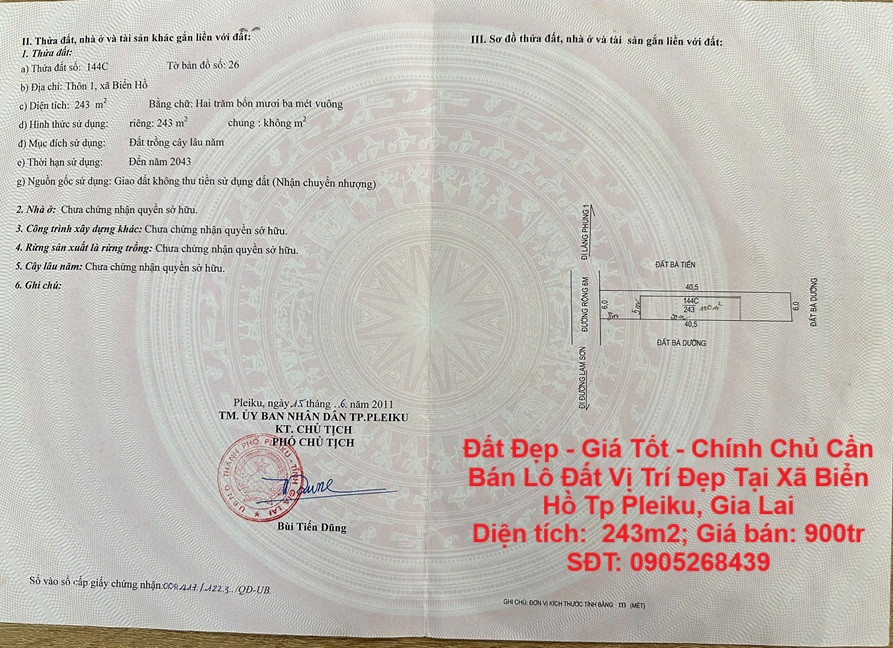 II. Thửa đất, nhà ở và tài sản khác gắn liền với đất:
1. Thửa đất:
a) Thửa đất số: 144C Tờ bản đồ số: 26
b) Địa chỉ: Thôn 1, xã Biển Hồ
c) Diện tích: 243 m² Bằng chữ: Hai trăm bốn mươi ba mét vuông
d) Hình thức sử dụng: riêng: 243 m² chung : không m²
đ) Mục đích sử dụng: Đất trồng cây lâu năm
e) Thời hạn sử dụng: Đến năm 2043
g) Nguồn gốc sử dụng: Giao đất không thu tiền sử dụng đất (Nhận chuyển nhượng)
2. Nhà ở: Chưa chứng nhận quyền sở hữu.
3. Công trình xây dựng khác: Chưa chứng nhận quyền sở hữu.
4. Rừng sản xuất là rừng trồng: Chưa chứng nhận quyền sở hữu.
5. Cây lâu năm: Chưa chứng nhận quyền sở hữu.
6. Ghi chú:
Pleiku, ngày 15 tháng ..6. năm 2011
TM. ỦY BAN NHÂN DÂN TP.PLEIKU
KT. CHỦ TỊCH
PHÓ CHỦ TỊCH
U.B.N.D THÀNH PHỐ PLEIKU - TỈNH GIA LAI
Bùi Tiến Dũng
Số vào sổ cấp giấy chứng nhận /QĐ-UB.
III. Sơ đồ thửa đất, nhà ở và tài sản gắn liền với đất:
ĐI LÀNG PHUNG 1
ĐƯỜNG RỘNG 6M
ĐI ĐƯỜNG LAM SƠN
ĐẤT BÀ TIẾN
40,5
6,0
144C
243
5m
6,0
40,5
ĐẤT BÀ DƯỜNG
ĐẤT BÀ DƯỜNG
Đất Đẹp - Giá Tốt - Chính Chủ Cần
Bán Lô Đất Vị Trí Đẹp Tại Xã Biển
Hồ Tp Pleiku, Gia Lai
Diện tích: 243m2; Giá bán: 900tr
SĐT: 0905268439
GHI CHÚ: ĐƠN VỊ KÍCH THƯỚC TÍNH BẰNG m (MÉT)